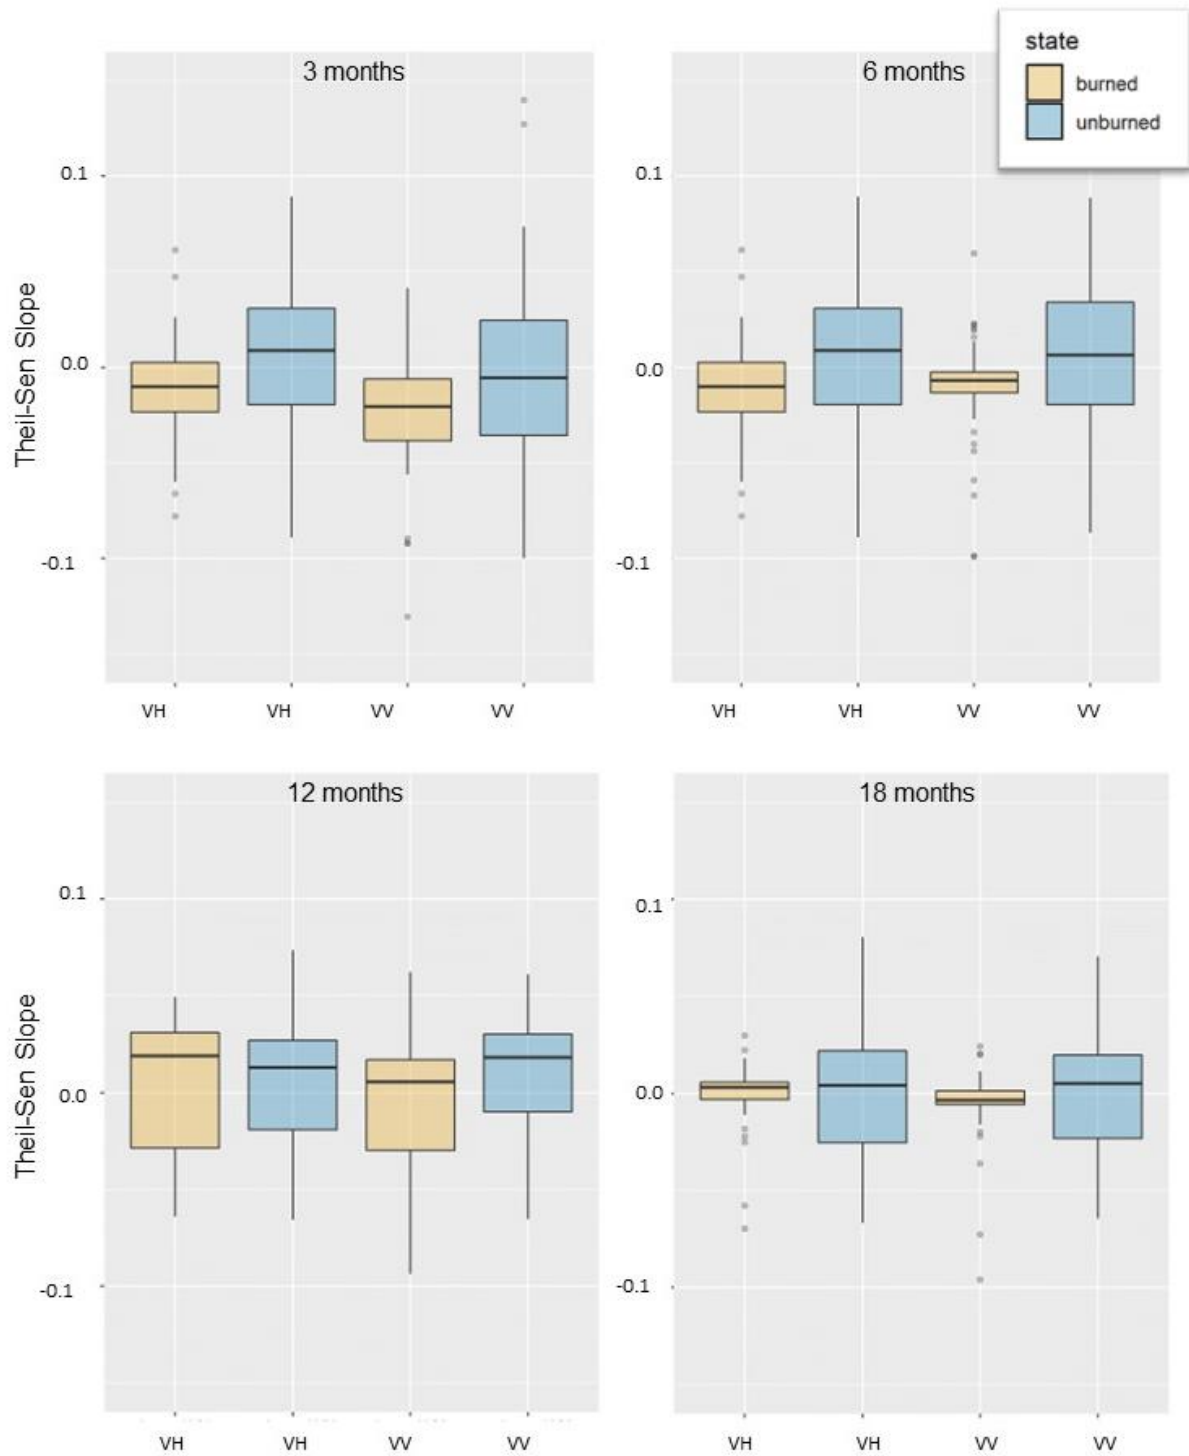 state
burned
unburned
3 months
6 months
0.1
0.0
-0.1
Theil-Sen Slope
VH
VH
VV
VV
0.1
0.0
-0.1
VH
VH
VV
VV
12 months
18 months
0.1
0.0
-0.1
Theil-Sen Slope
VH
VH
VV
VV
0.1
0.0
-0.1
VH
VH
VV
VV